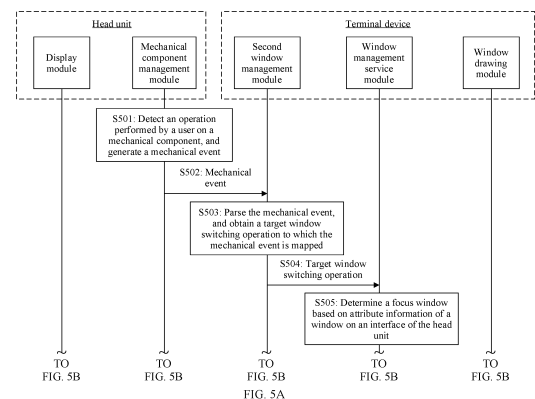 Head unit
Terminal device
Display
module
Mechanical
component
management
module
Second
window
management
module
Window
management
service
module
Window
drawing
module
S501: Detect an operation
performed by a user on a
mechanical component, and
generate a mechanical event
S502: Mechanical
event
S503: Parse the mechanical event,
and obtain a target window
switching operation to which the
mechanical event is mapped
S504: Target window
switching operation
S505: Determine a focus window
based on attribute information of a
window on an interface of the head
unit
TO
FIG. 5B
TO
FIG. 5B
TO
FIG. 5B
TO
FIG. 5B
TO
FIG. 5B
FIG. 5A